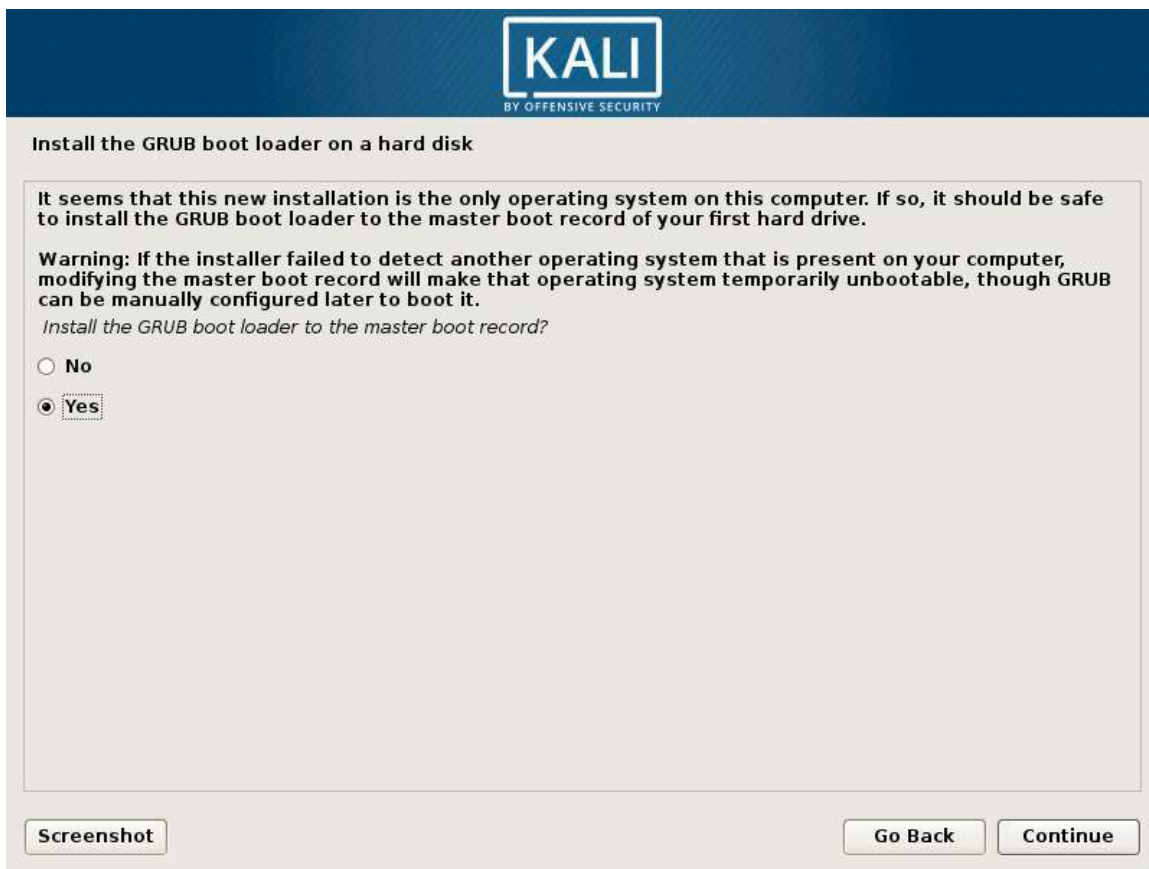 KALI
BY OFFENSIVE SECURITY
Install the GRUB boot loader on a hard disk
It seems that this new installation is the only operating system on this computer. If so, it should be safe
to install the GRUB boot loader to the master boot record of your first hard drive.
Warning: If the installer failed to detect another operating system that is present on your computer,
modifying the master boot record will make that operating system temporarily unbootable, though GRUB
can be manually configured later to boot it.
Install the GRUB boot loader to the master boot record?
No
Yes
Screenshot
Go Back
Continue